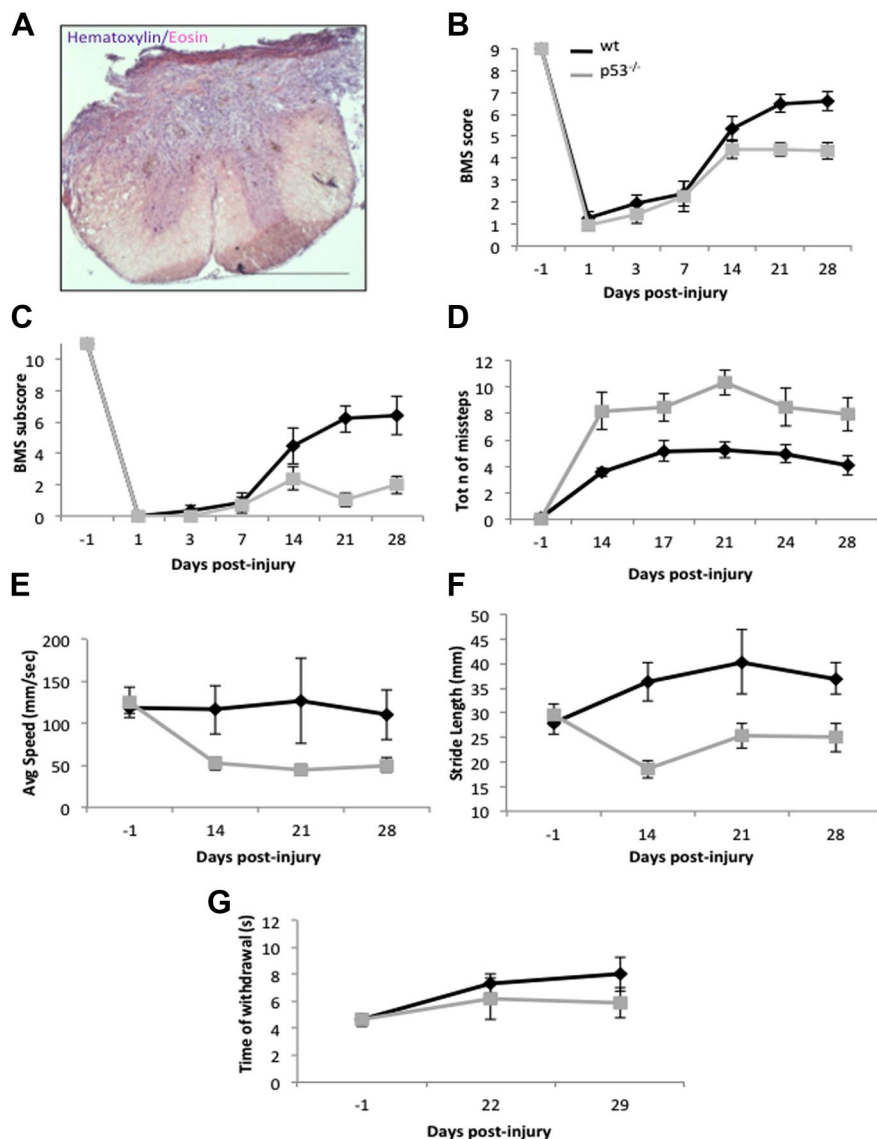 A
Hematoxylin/Eosin
B
BMS score
9
8
7
6
5
4
3
2
1
0
wt
p53-/-
-1 1 3 7 14 21 28
Days post-injury
C
BMS subscore
10
8
6
4
2
0
-1 1 3 7 14 21 28
Days post-injury
D
Tot n of missteps
12
10
8
6
4
2
0
-1 14 17 21 24 28
Days post-injury
E
Avg Speed (mm/sec)
200
150
100
50
0
-1 14 21 28
Days post-injury
F
Stride Length (mm)
50
45
40
35
30
25
20
15
10
-1 14 21 28
Days post-injury
G
Time of withdrawal (s)
12
10
8
6
4
2
0
-1 22 29
Days post-injury